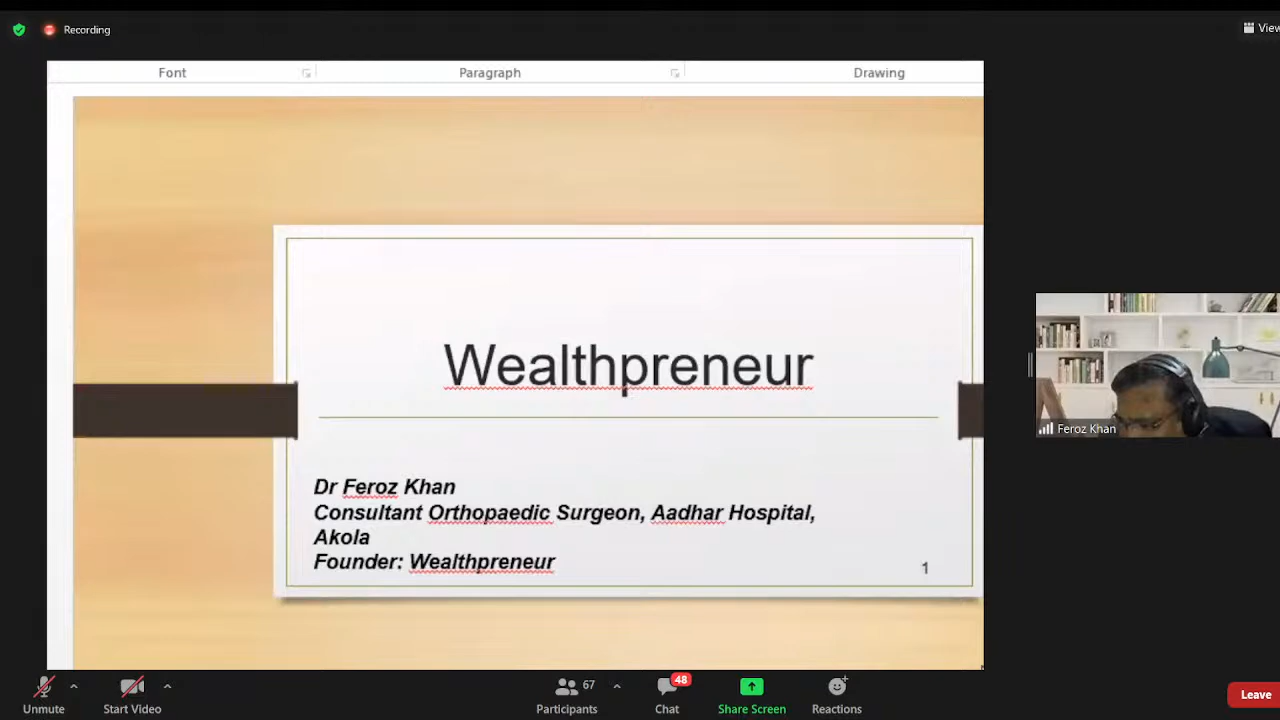 Recording
View
Font
Paragraph
Drawing
Wealthpreneur
Dr Feroz Khan
Consultant Orthopaedic Surgeon, Aadhar Hospital,
Akola
Founder: Wealthpreneur
1
Feroz Khan
67
48
Unmute
Start Video
Participants
Chat
Share Screen
Reactions
Leave